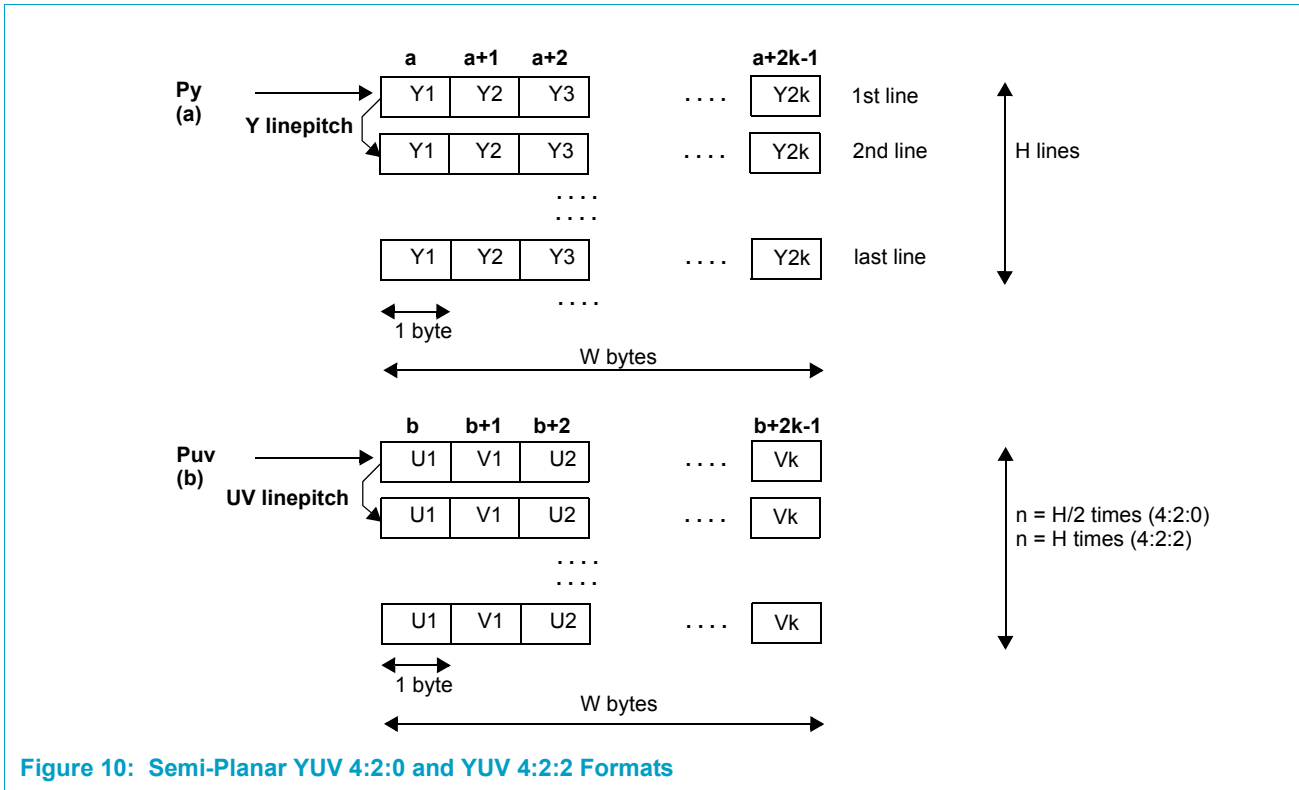 a a+1 a+2 a+2k-1
Py Y1 Y2 Y3 .... Y2k 1st line
(a)
Y linepitch
Y1 Y2 Y3 .... Y2k 2nd line H lines
....
....
Y1 Y2 Y3 .... Y2k last line
....
1 byte
W bytes
b b+1 b+2 b+2k-1
Puv U1 V1 U2 .... Vk
(b)
UV linepitch
U1 V1 U2 .... Vk n = H/2 times (4:2:0)
n = H times (4:2:2)
....
....
U1 V1 U2 .... Vk
1 byte
W bytes
Figure 10: Semi-Planar YUV 4:2:0 and YUV 4:2:2 Formats